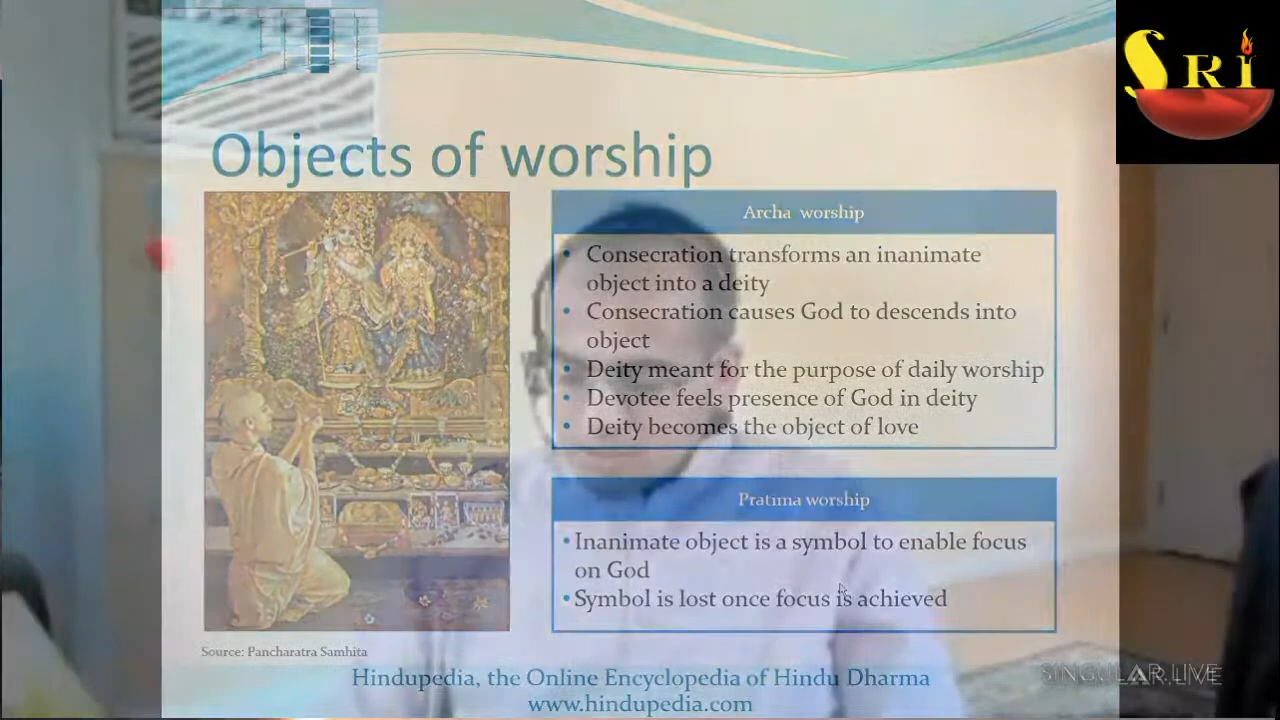 SRi
Objects of worship
Archa worship
• Consecration transforms an inanimate
object into a deity
• Consecration causes God to descends into
object
• Deity meant for the purpose of daily worship
• Devotee feels presence of God in deity
• Deity becomes the object of love
Pratima worship
• Inanimate object is a symbol to enable focus
on God
• Symbol is lost once focus is achieved
Source: Pancharatra Samhita
Hindupedia, the Online Encyclopedia of Hindu Dharma
www.hindupedia.com
SINGULAR.LIVE